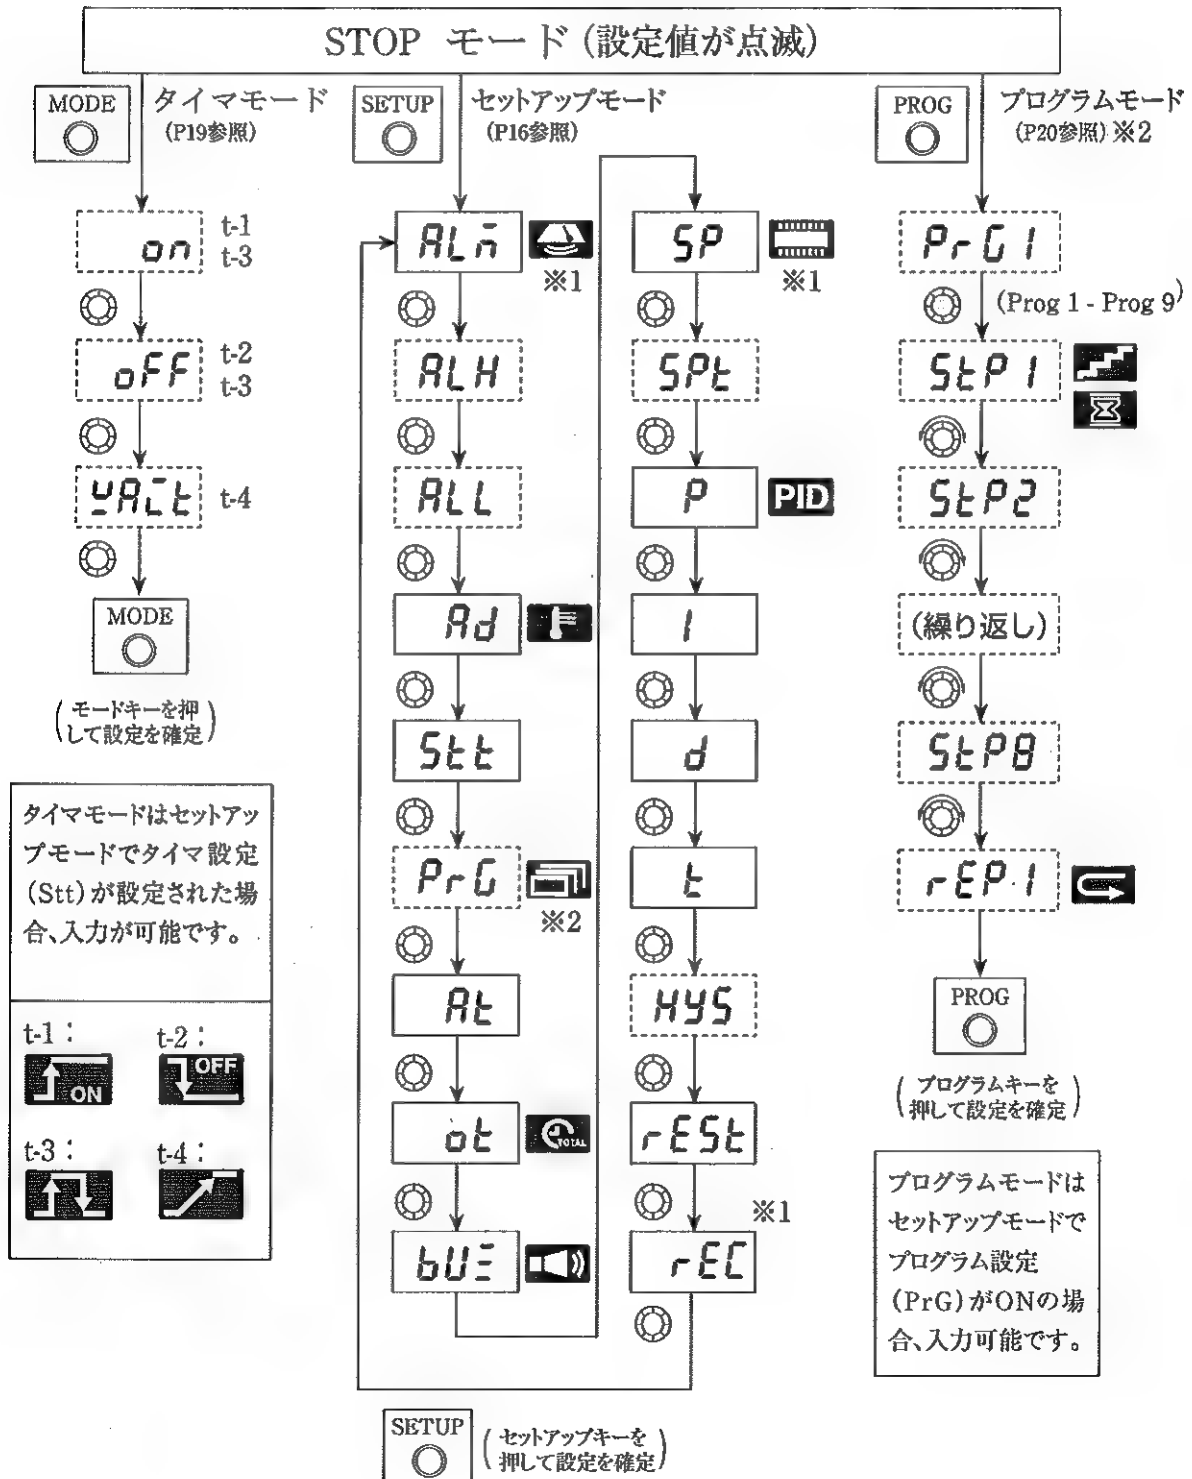 STOP モード (設定値が点滅)
MODE
タイマモード
(P19参照)
on
t-1
t-3
oFF
t-2
t-3
WAit
t-4
MODE
(モードキーを押
して設定を確定)
タイマモードはセットアッ
プモードでタイマ設定
(Stt)が設定された場
合、入力が可能です。
t-1：
ON
t-2：
OFF
t-3：
t-4：
SETUP
セットアップモード
(P16参照)
ALm
※1
ALH
ALL
Ad
Stt
PrG
※2
At
ot
TOTAL
bUZ
SP
※1
SPt
P
PID
I
d
t
HYS
rESt
※1
rEC
SETUP
(セットアップキーを
押して設定を確定)
PROG
プログラムモード
(P20参照)※2
PrG1
(Prog 1 - Prog 9)
StP1
StP2
(繰り返し)
StP8
rEP1
PROG
(プログラムキーを
押して設定を確定)
プログラムモードは
セットアップモードで
プログラム設定
(PrG)がONの場
合、入力可能です。